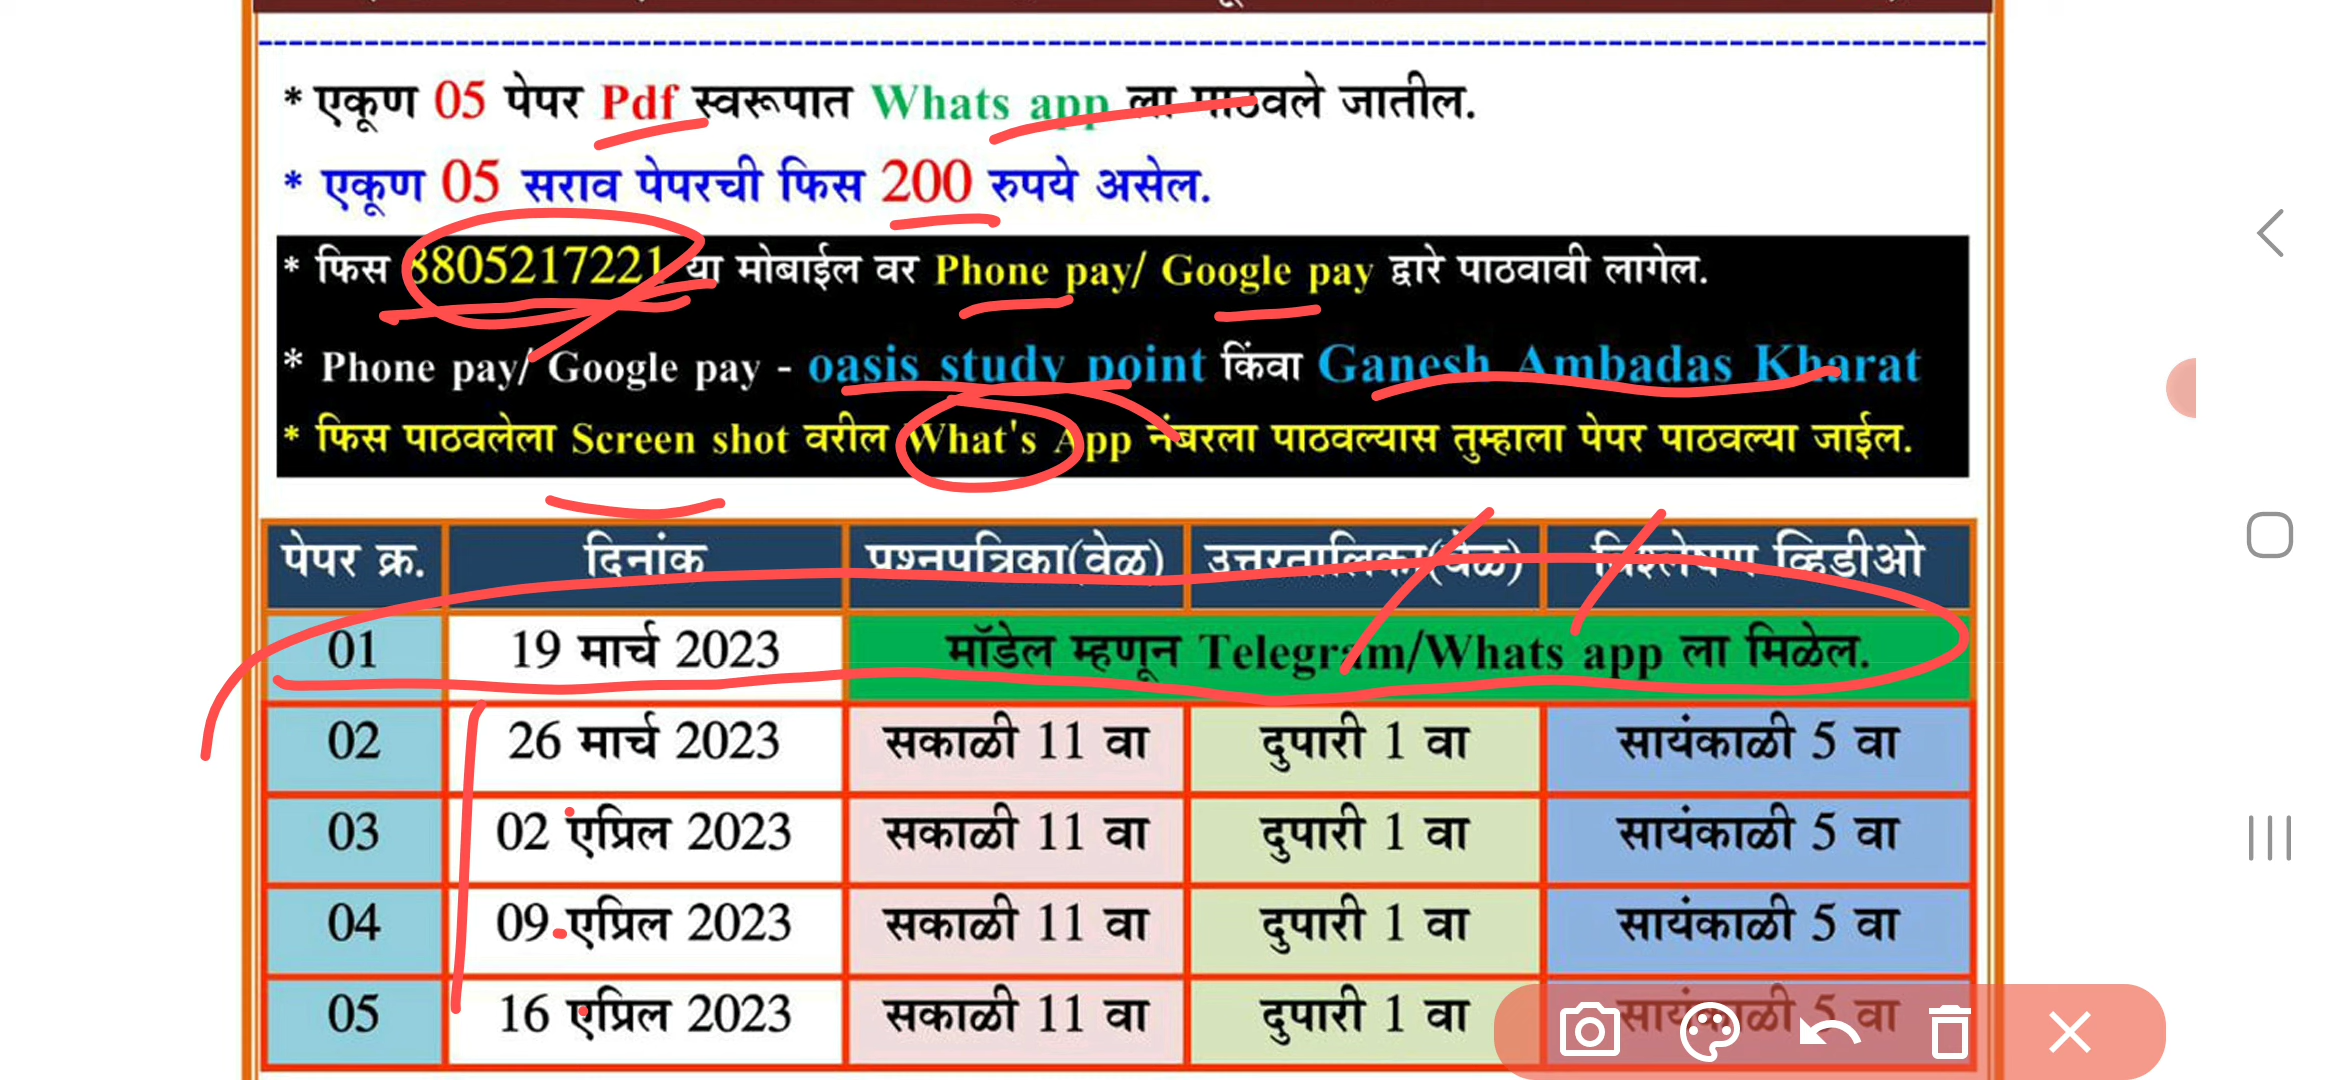 * एकूण 05 पेपर Pdf स्वरूपात Whats app ला पाठवले जातील.
* एकूण 05 सराव पेपरची फिस 200 रुपये असेल.
* फिस 8805217221 या मोबाईल वर Phone pay/ Google pay द्वारे पाठवावी लागेल.
* Phone pay/ Google pay - oasis study point किंवा Ganesh Ambadas Kharat
* फिस पाठवलेला Screen shot वरील What's App नंबरला पाठवल्यास तुम्हाला पेपर पाठवल्या जाईल.
पेपर क्र. दिनांक प्रश्नपत्रिका(वेळ) उत्तरतालिका(वेळ) विश्लेषण व्हिडीओ
01 19 मार्च 2023 मॉडेल म्हणून Telegram/Whats app ला मिळेल.
02 26 मार्च 2023 सकाळी 11 वा दुपारी 1 वा सायंकाळी 5 वा
03 02 एप्रिल 2023 सकाळी 11 वा दुपारी 1 वा सायंकाळी 5 वा
04 09 एप्रिल 2023 सकाळी 11 वा दुपारी 1 वा सायंकाळी 5 वा
05 16 एप्रिल 2023 सकाळी 11 वा दुपारी 1 वा सायंकाळी 5 वा